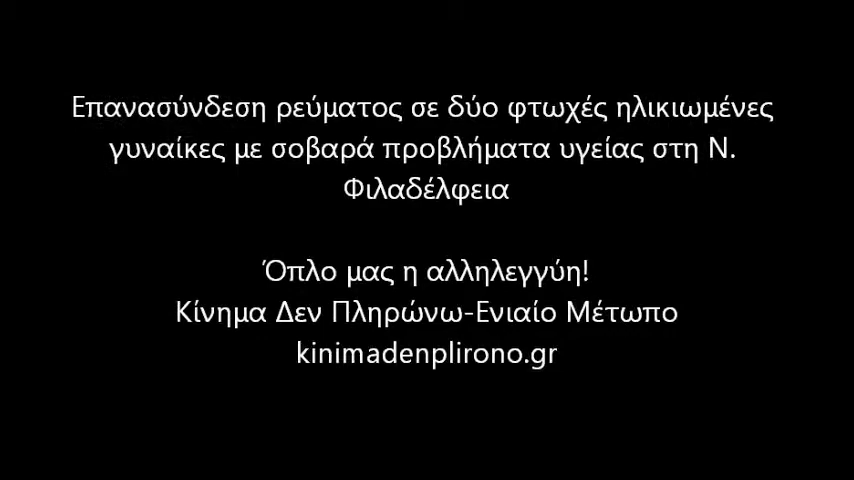 Επανασύνδεση ρεύματος σε δύο φτωχές ηλικιωμένες
γυναίκες με σοβαρά προβλήματα υγείας στη Ν.
Φιλαδέλφεια
Όπλο μας η αλληλεγγύη!
Κίνημα Δεν Πληρώνω-Ενιαίο Μέτωπο
kinimadenplirono.gr